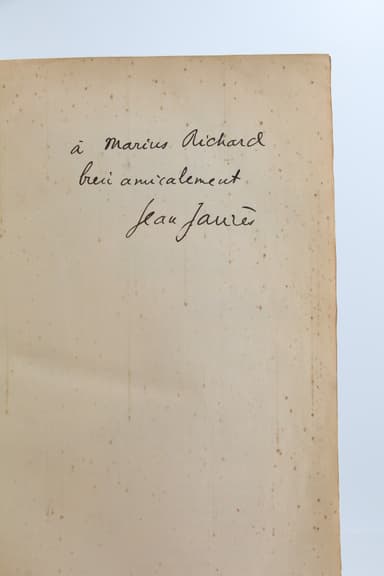 à Marius Richard
bien amicalement
Jean Jaurès